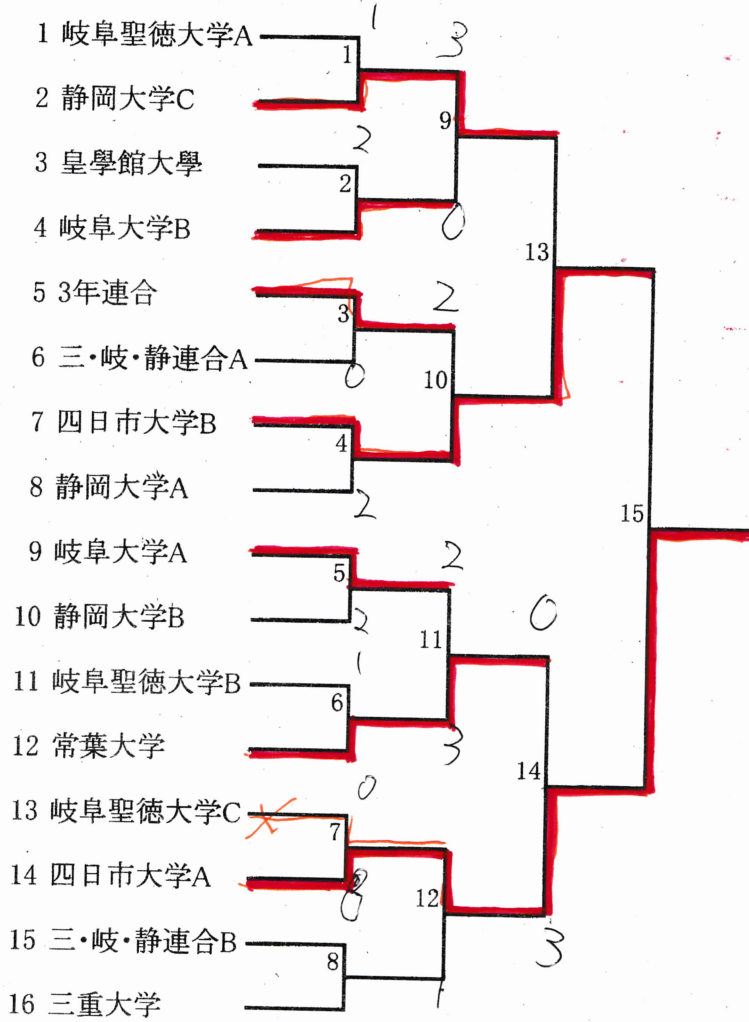 1
1 岐阜聖徳大学A
3
1
2 静岡大学C
9
2
3 皇學館大學
2
0
4 岐阜大学B
13
5 3年連合
2
3
6 三・岐・静連合A
0
10
7 四日市大学B
4
8 静岡大学A
2
15
9 岐阜大学A
2
5
10 静岡大学B
2
0
11
11 岐阜聖徳大学B
1
6
12 常葉大学
3
14
13 岐阜聖徳大学C
0
7
14 四日市大学A
0
12
15 三・岐・静連合B
3
8
1
16 三重大学